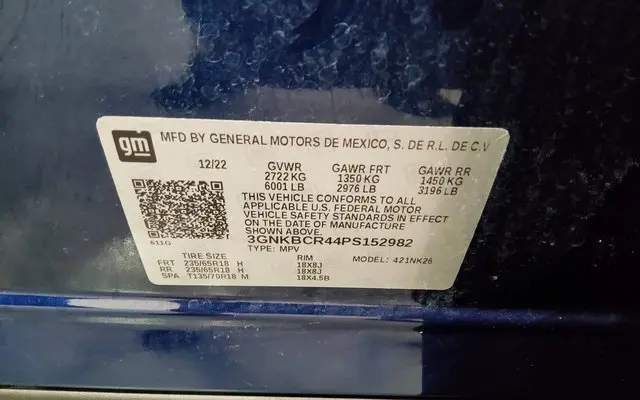 gm MFD BY GENERAL MOTORS DE MEXICO, S. DE R.L. DE C.V
12/22 GVWR GAWR FRT GAWR RR
2722 KG 1350 KG 1450 KG
6001 LB 2976 LB 3196 LB
THIS VEHICLE CONFORMS TO ALL
APPLICABLE U.S. FEDERAL MOTOR
VEHICLE SAFETY STANDARDS IN EFFECT
ON THE DATE OF MANUFACTURE
SHOWN ABOVE.
611G 3GNKBCR44PS152982
TYPE: MPV MODEL: 421NK26
TIRE SIZE RIM
FRT 235/65R18 H 18X8J
RR 235/65R18 H 18X8J
SPA T135/70R18 M 18X4.5B